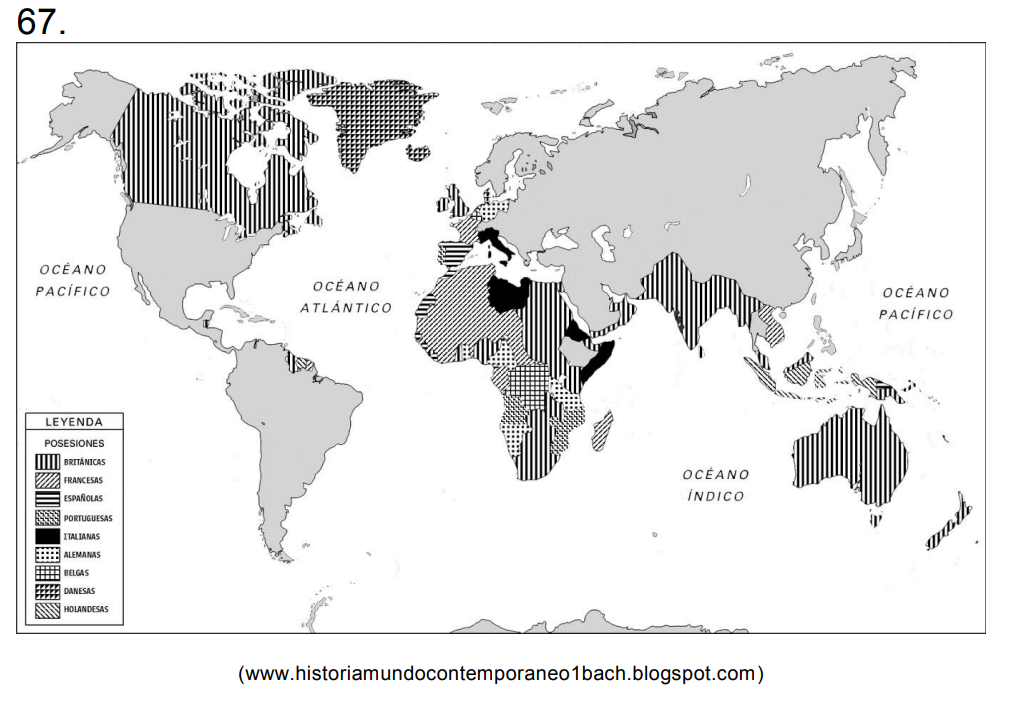 67.
OCÉANO
PACÍFICO
OCÉANO
ATLÁNTICO
OCÉANO
PACÍFICO
OCÉANO
ÍNDICO
LEYENDA
POSESIONES
BRITÁNICAS
FRANCESAS
ESPAÑOLAS
PORTUGUESAS
ITALIANAS
ALEMANAS
BELGAS
DANESAS
HOLANDESAS
(www.historiamundocontemporaneo1bach.blogspot.com)